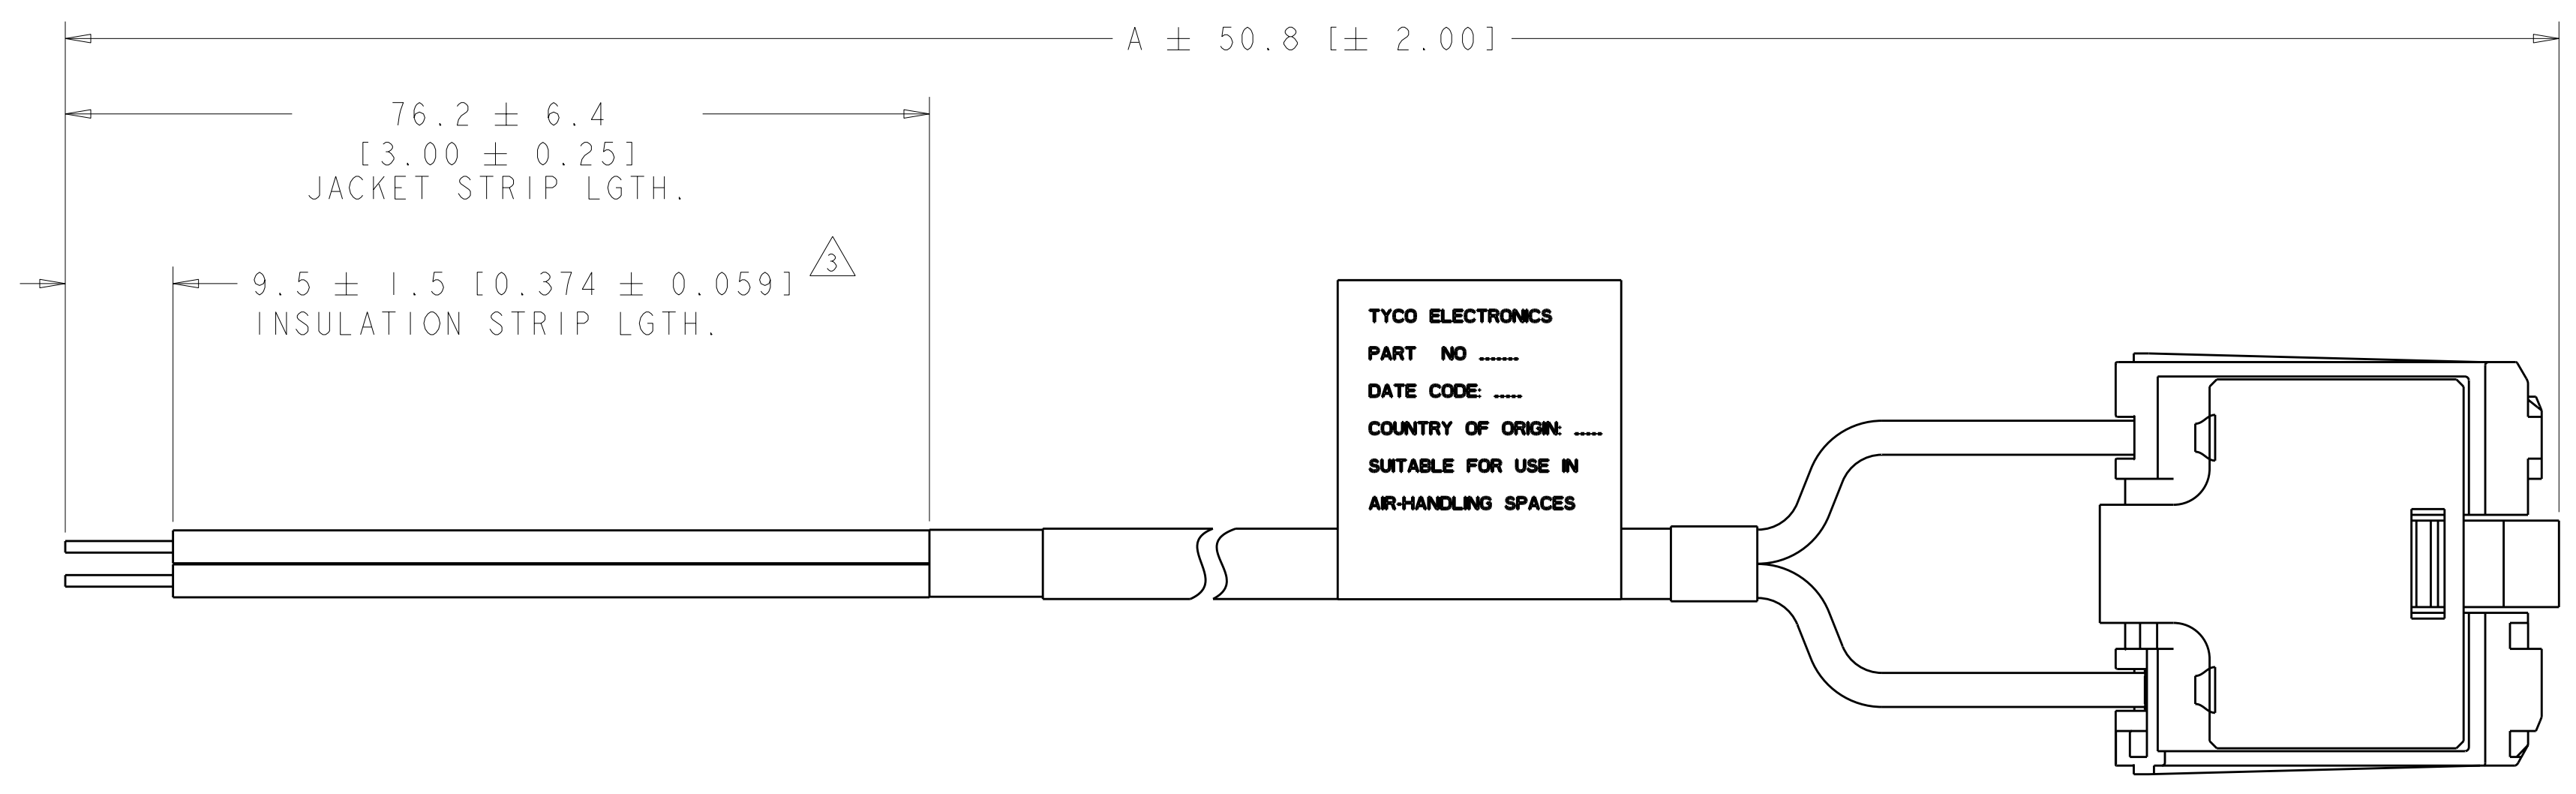 A ± 50.8 [± 2.00]
76.2 ± 6.4
[3.00 ± 0.25]
JACKET STRIP LGTH.
3
9.5 ± 1.5 [0.374 ± 0.059]
INSULATION STRIP LGTH.
TYCO ELECTRONICS
PART NO .......
DATE CODE: .....
COUNTRY OF ORIGIN: .....
SUITABLE FOR USE IN
AIR-HANDLING SPACES